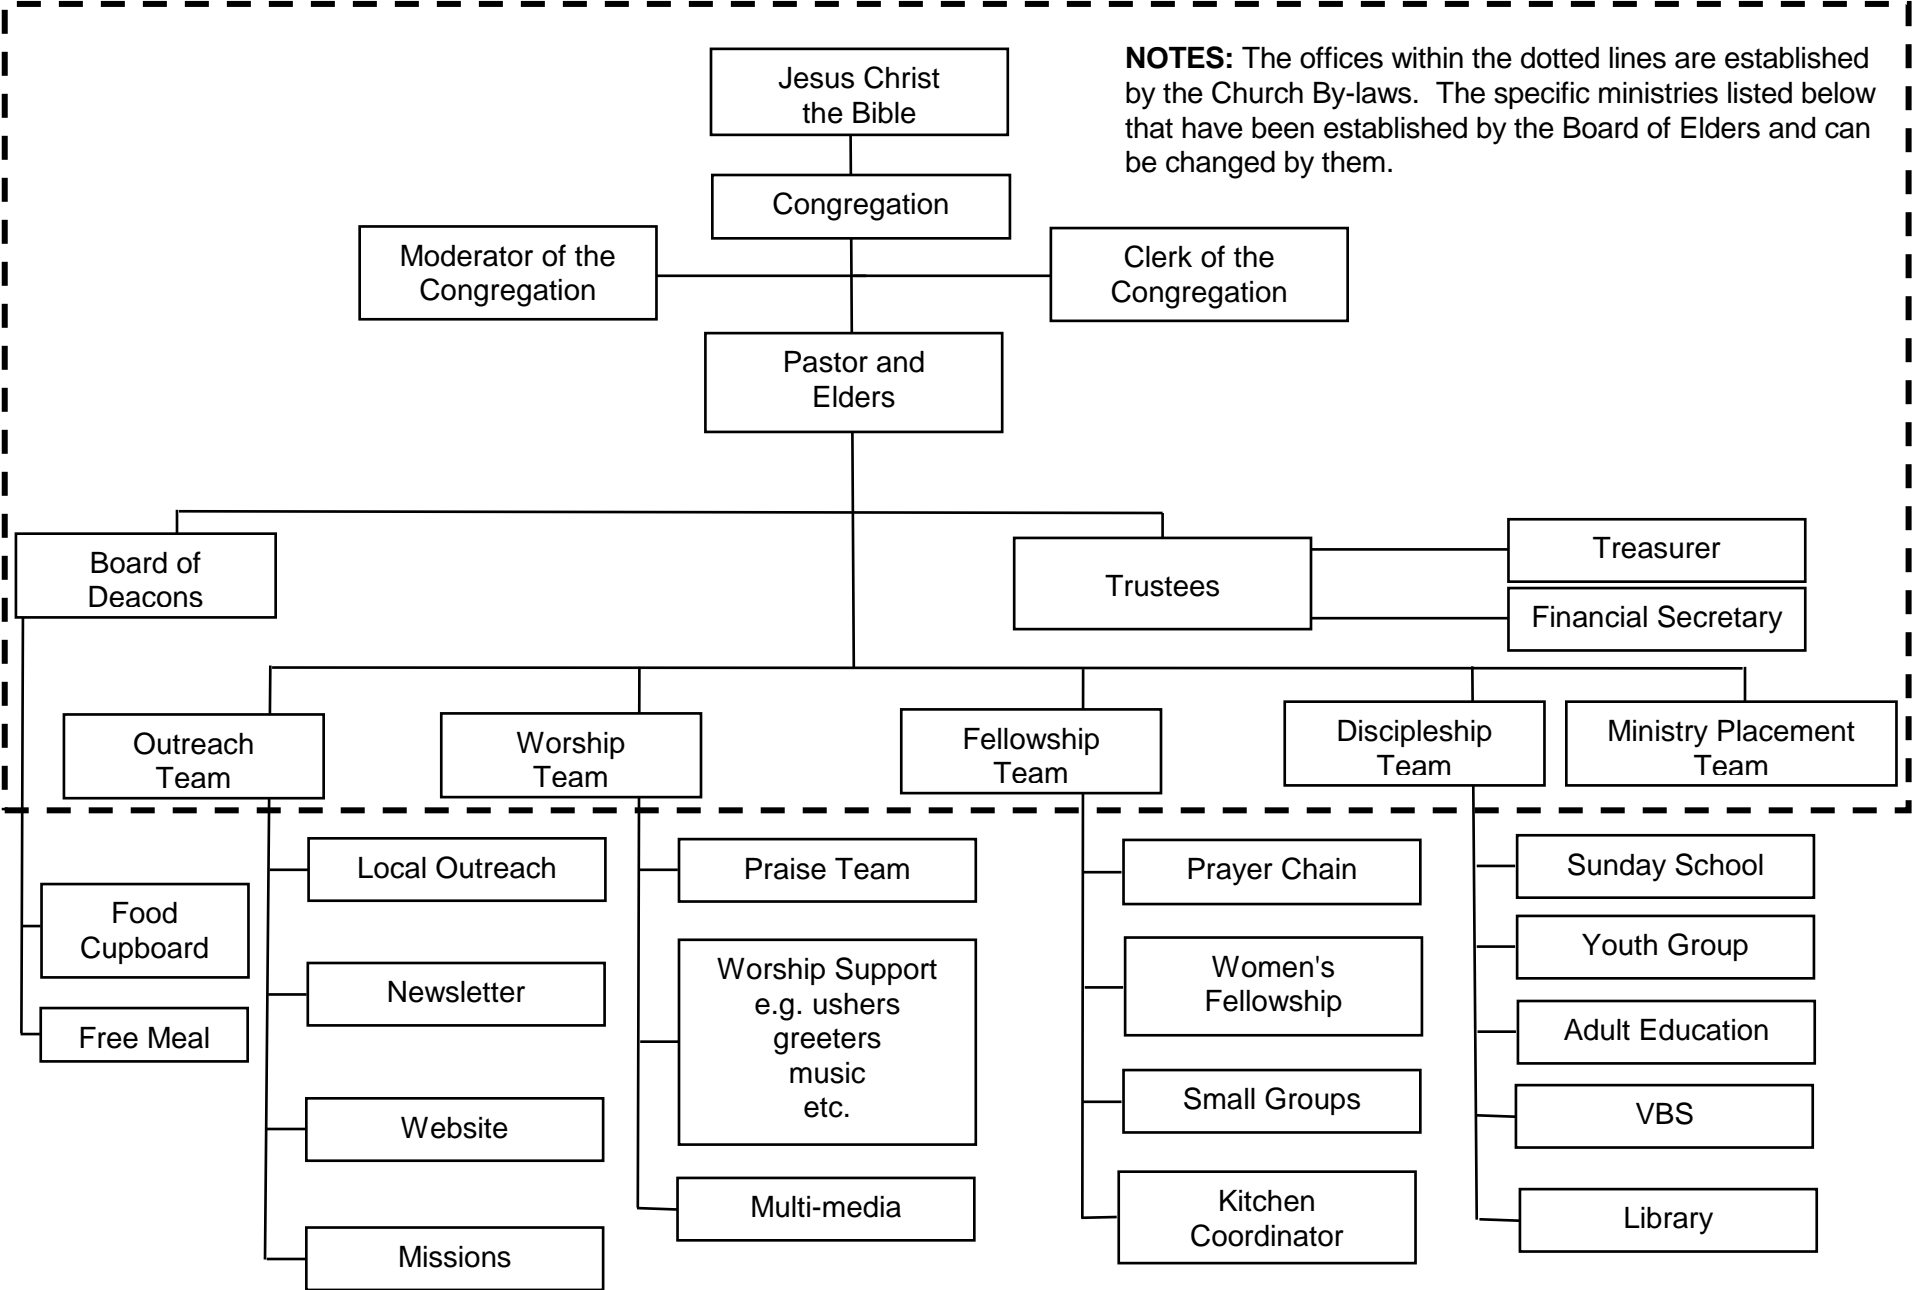 Jesus Christ
the Bible
NOTES: The offices within the dotted lines are established
by the Church By-laws. The specific ministries listed below
that have been established by the Board of Elders and can
be changed by them.
Congregation
Moderator of the
Congregation
Clerk of the
Congregation
Pastor and
Elders
Board of
Deacons
Trustees
Treasurer
Financial Secretary
Outreach
Team
Worship
Team
Fellowship
Team
Discipleship
Team
Ministry Placement
Team
Food
Cupboard
Free Meal
Local Outreach
Newsletter
Website
Missions
Praise Team
Worship Support
e.g. ushers
greeters
music
etc.
Multi-media
Prayer Chain
Women's
Fellowship
Small Groups
Kitchen
Coordinator
Sunday School
Youth Group
Adult Education
VBS
Library